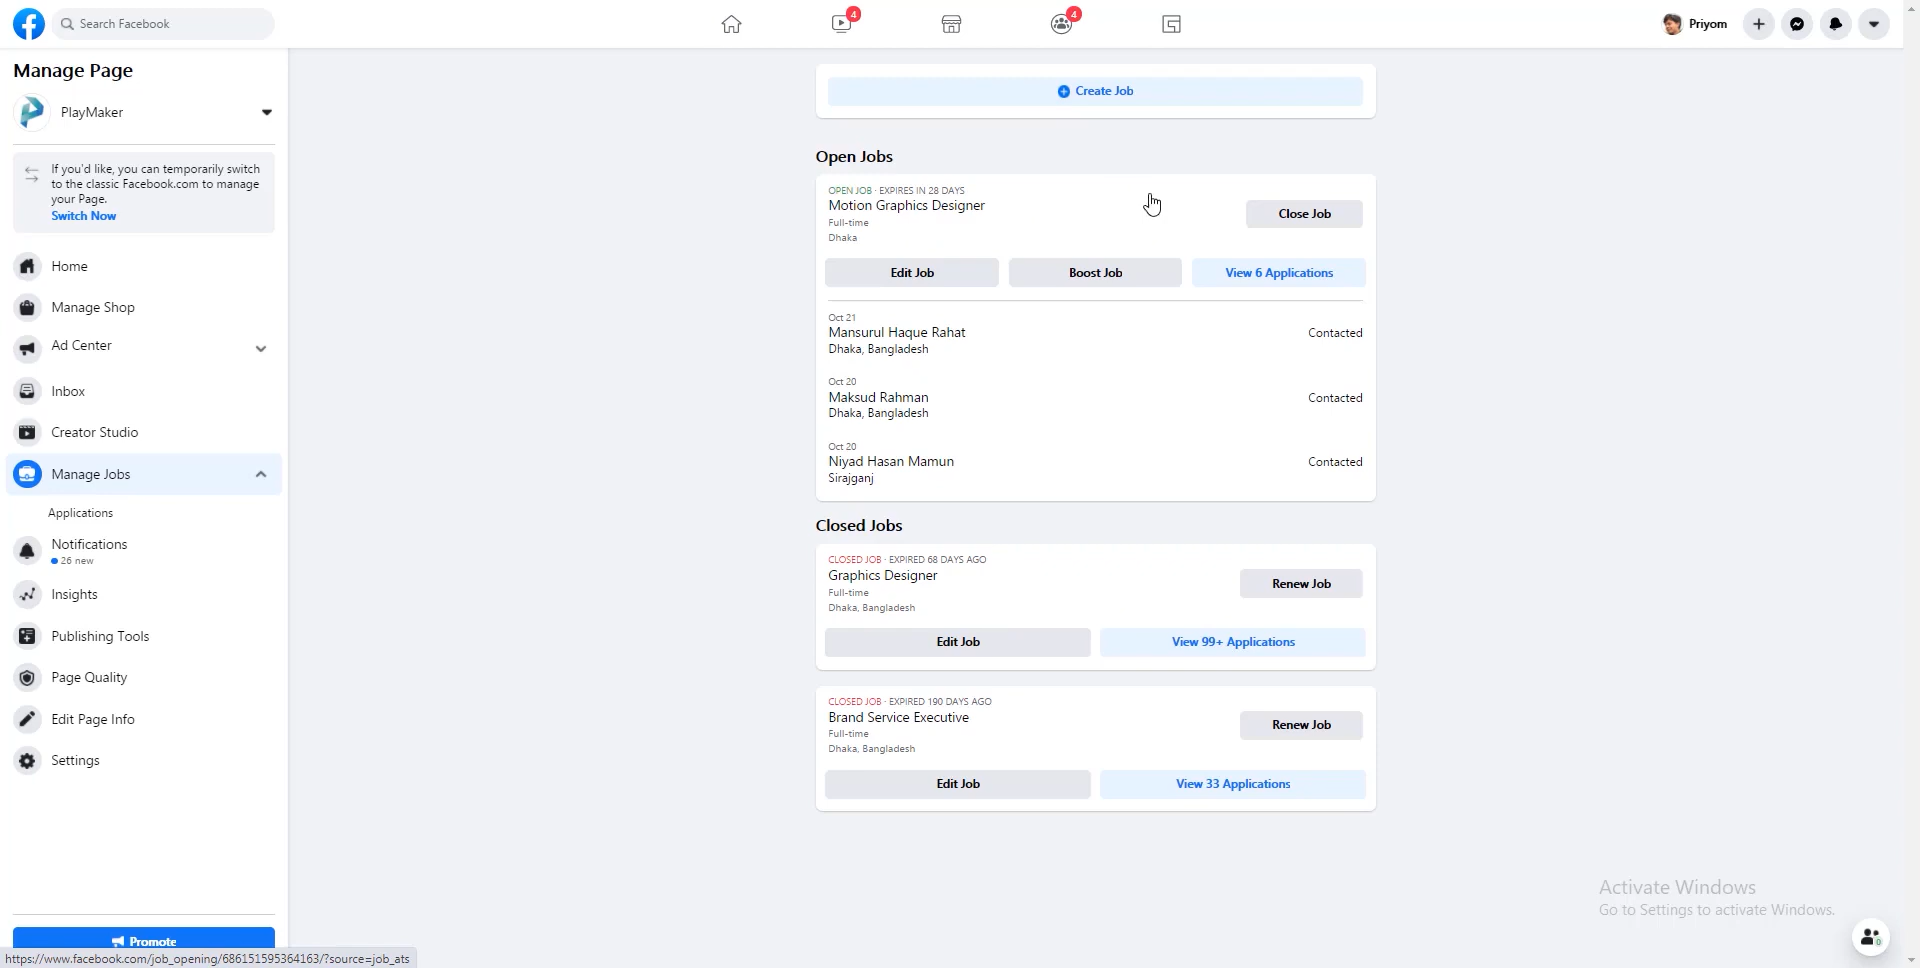 Search Facebook
4
4
Priyom
Manage Page
PlayMaker
If you'd like, you can temporarily switch
to the classic Facebook.com to manage
your Page.
Switch Now
Home
Manage Shop
Ad Center
Inbox
Creator Studio
Manage Jobs
Applications
Notifications
26 new
Insights
Publishing Tools
Page Quality
Edit Page Info
Settings
Promote
https://www.facebook.com/job_opening/686151595364163/?source=job_ats
Create Job
Open Jobs
OPEN JOB · EXPIRES IN 28 DAYS
Motion Graphics Designer
Full-time
Dhaka
Close Job
Edit Job
Boost Job
View 6 Applications
Oct 21
Mansurul Haque Rahat
Dhaka, Bangladesh
Contacted
Oct 20
Maksud Rahman
Dhaka, Bangladesh
Contacted
Oct 20
Niyad Hasan Mamun
Sirajganj
Contacted
Closed Jobs
CLOSED JOB · EXPIRED 68 DAYS AGO
Graphics Designer
Full-time
Dhaka, Bangladesh
Renew Job
Edit Job
View 99+ Applications
CLOSED JOB · EXPIRED 190 DAYS AGO
Brand Service Executive
Full-time
Dhaka, Bangladesh
Renew Job
Edit Job
View 33 Applications
Activate Windows
Go to Settings to activate Windows.
0